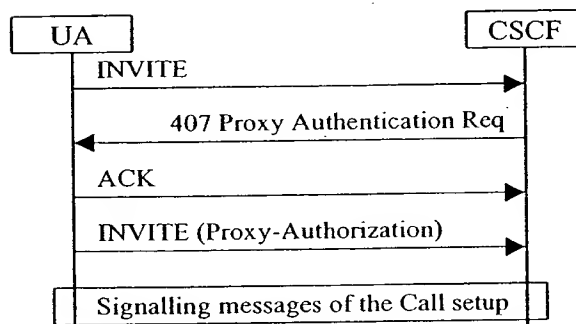 UA CSCF
INVITE
407 Proxy Authentication Req
ACK
INVITE (Proxy-Authorization)
Signalling messages of the Call setup